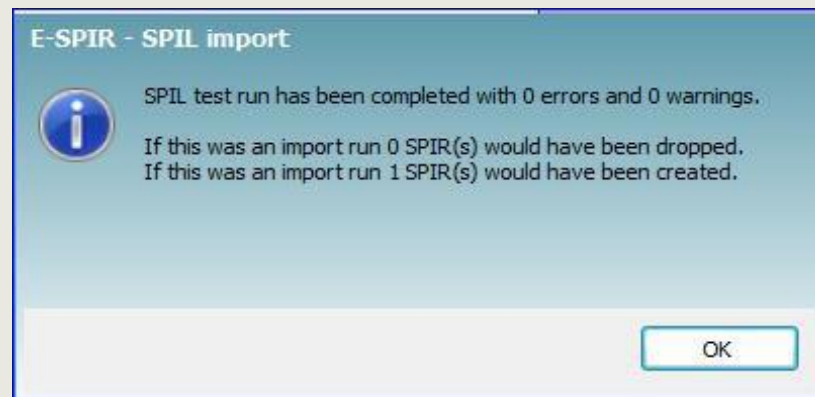 E-SPIR - SPIL import
SPIL test run has been completed with 0 errors and 0 warnings.
If this was an import run 0 SPIR(s) would have been dropped.
If this was an import run 1 SPIR(s) would have been created.
OK